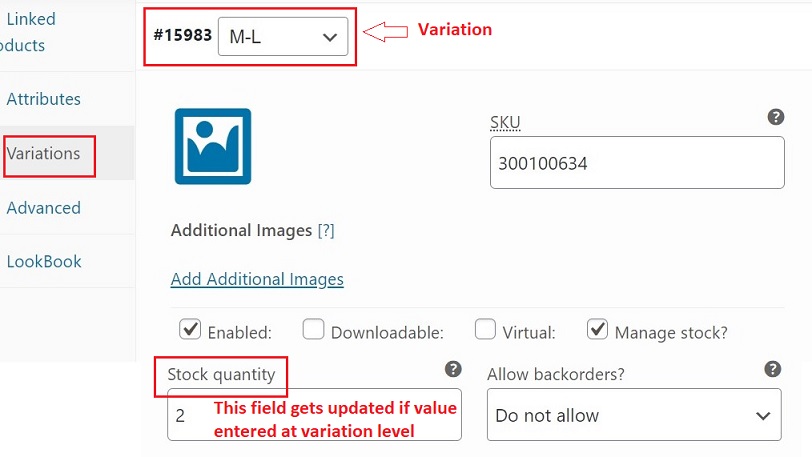 Linked
oducts
#15983
M-L
Variation
Attributes
Variations
Advanced
LookBook
SKU
?
300100634
Additional Images [?]
Add Additional Images
Enabled:
Downloadable:
Virtual:
Manage stock?
Stock quantity
?
Allow backorders?
?
2
This field gets updated if value
entered at variation level
Do not allow